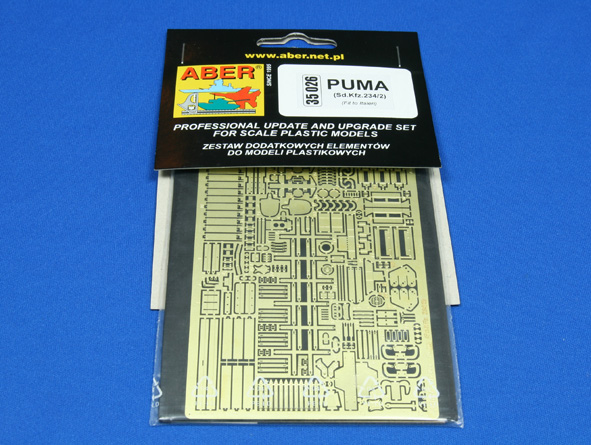 www.aber.net.pl
ABER®
SINCE 1995
35 026
PUMA
(Sd.Kfz.234/2)
(Fit to Italeri)
PROFESSIONAL UPDATE AND UPGRADE SET
FOR SCALE PLASTIC MODELS
ZESTAW DODATKOWYCH ELEMENTÓW
DO MODELI PLASTIKOWYCH